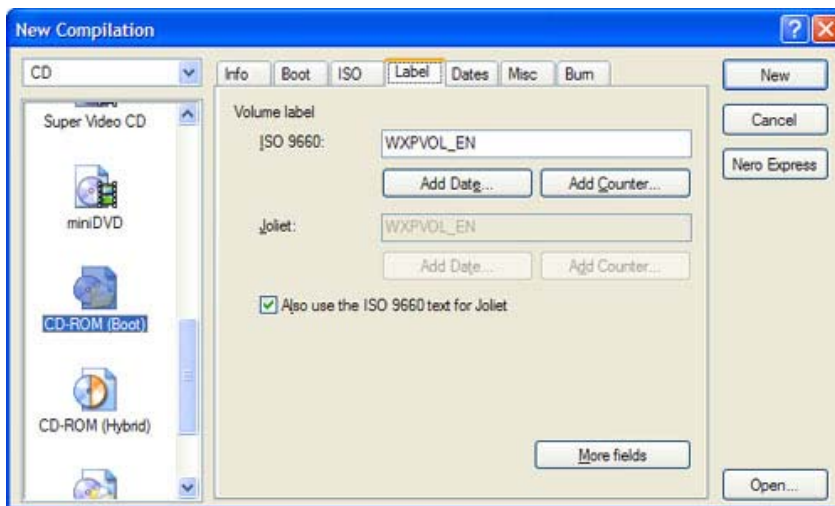 New Compilation
CD
Info Boot ISO Label Dates Misc Burn
New
Super Video CD
Volume label
ISO 9660: WXPVOL_EN
Cancel
Add Date... Add Counter...
Nero Express
miniDVD
Joliet: WXPVOL_EN
Add Date... Add Counter...
CD-ROM (Boot)
Also use the ISO 9660 text for Joliet
CD-ROM (Hybrid)
More fields
Open...